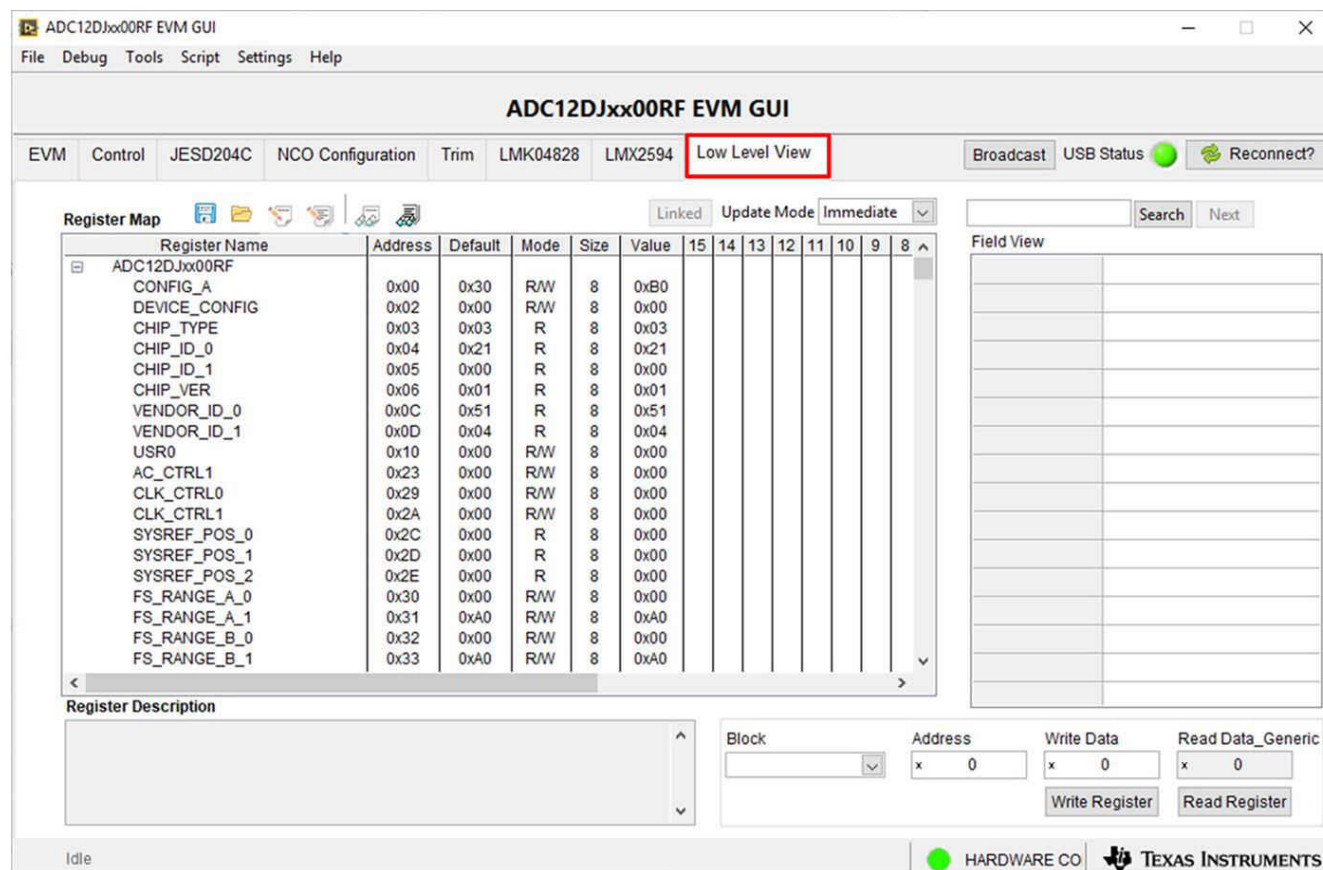 ADC12DJxx00RF EVM GUI
File Debug Tools Script Settings Help
ADC12DJxx00RF EVM GUI
EVM Control JESD204C NCO Configuration Trim LMK04828 LMX2594 Low Level View Broadcast USB Status Reconnect?
Register Map Linked Update Mode Immediate Search Next
Register Name Address Default Mode Size Value 15 14 13 12 11 10 9 8 Field View
ADC12DJxx00RF
CONFIG_A 0x00 0x30 R/W 8 0xB0
DEVICE_CONFIG 0x02 0x00 R/W 8 0x00
CHIP_TYPE 0x03 0x03 R 8 0x03
CHIP_ID_0 0x04 0x21 R 8 0x21
CHIP_ID_1 0x05 0x00 R 8 0x00
CHIP_VER 0x06 0x01 R 8 0x01
VENDOR_ID_0 0x0C 0x51 R 8 0x51
VENDOR_ID_1 0x0D 0x04 R 8 0x04
USR0 0x10 0x00 R/W 8 0x00
AC_CTRL1 0x23 0x00 R/W 8 0x00
CLK_CTRL0 0x29 0x00 R/W 8 0x00
CLK_CTRL1 0x2A 0x00 R/W 8 0x00
SYSREF_POS_0 0x2C 0x00 R 8 0x00
SYSREF_POS_1 0x2D 0x00 R 8 0x00
SYSREF_POS_2 0x2E 0x00 R 8 0x00
FS_RANGE_A_0 0x30 0x00 R/W 8 0x00
FS_RANGE_A_1 0x31 0xA0 R/W 8 0xA0
FS_RANGE_B_0 0x32 0x00 R/W 8 0x00
FS_RANGE_B_1 0x33 0xA0 R/W 8 0xA0
Register Description
Block Address Write Data Read Data_Generic
x 0 x 0 x 0
Write Register Read Register
Idle HARDWARE CO TEXAS INSTRUMENTS